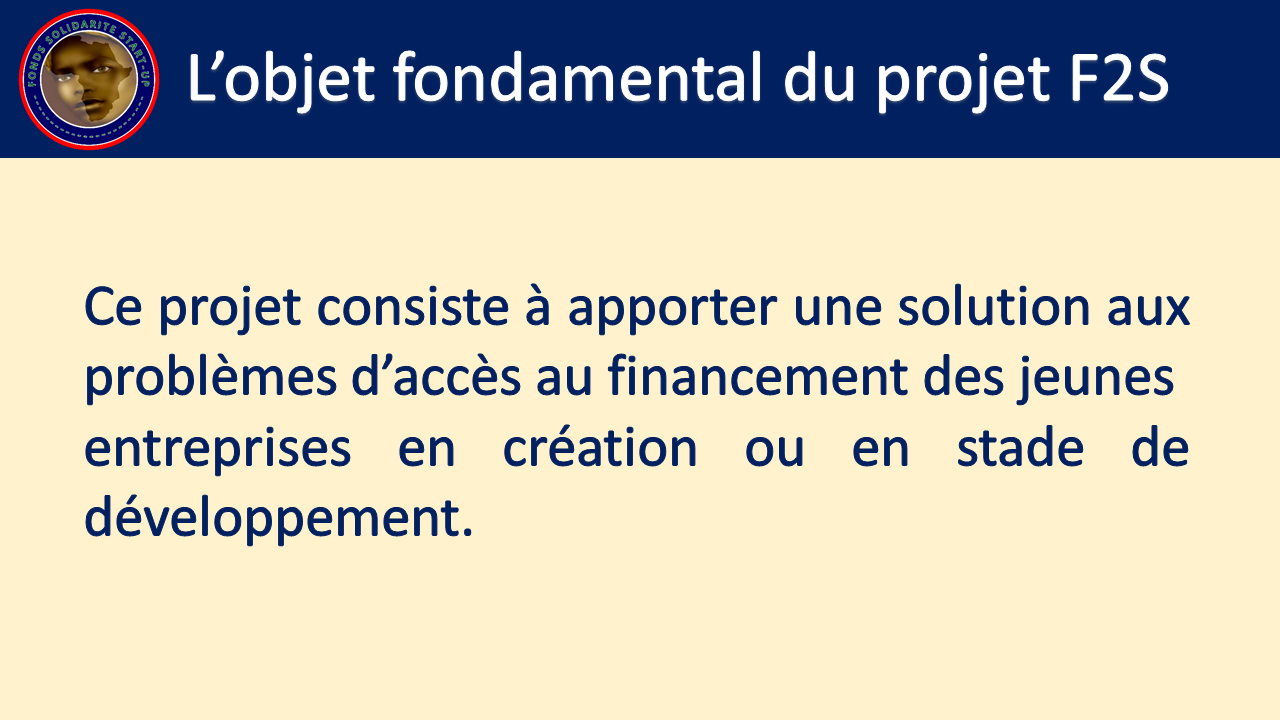 FONDS SOLIDARITE START-UP
L’objet fondamental du projet F2S
Ce projet consiste à apporter une solution aux
problèmes d’accès au financement des jeunes
entreprises en création ou en stade de
développement.